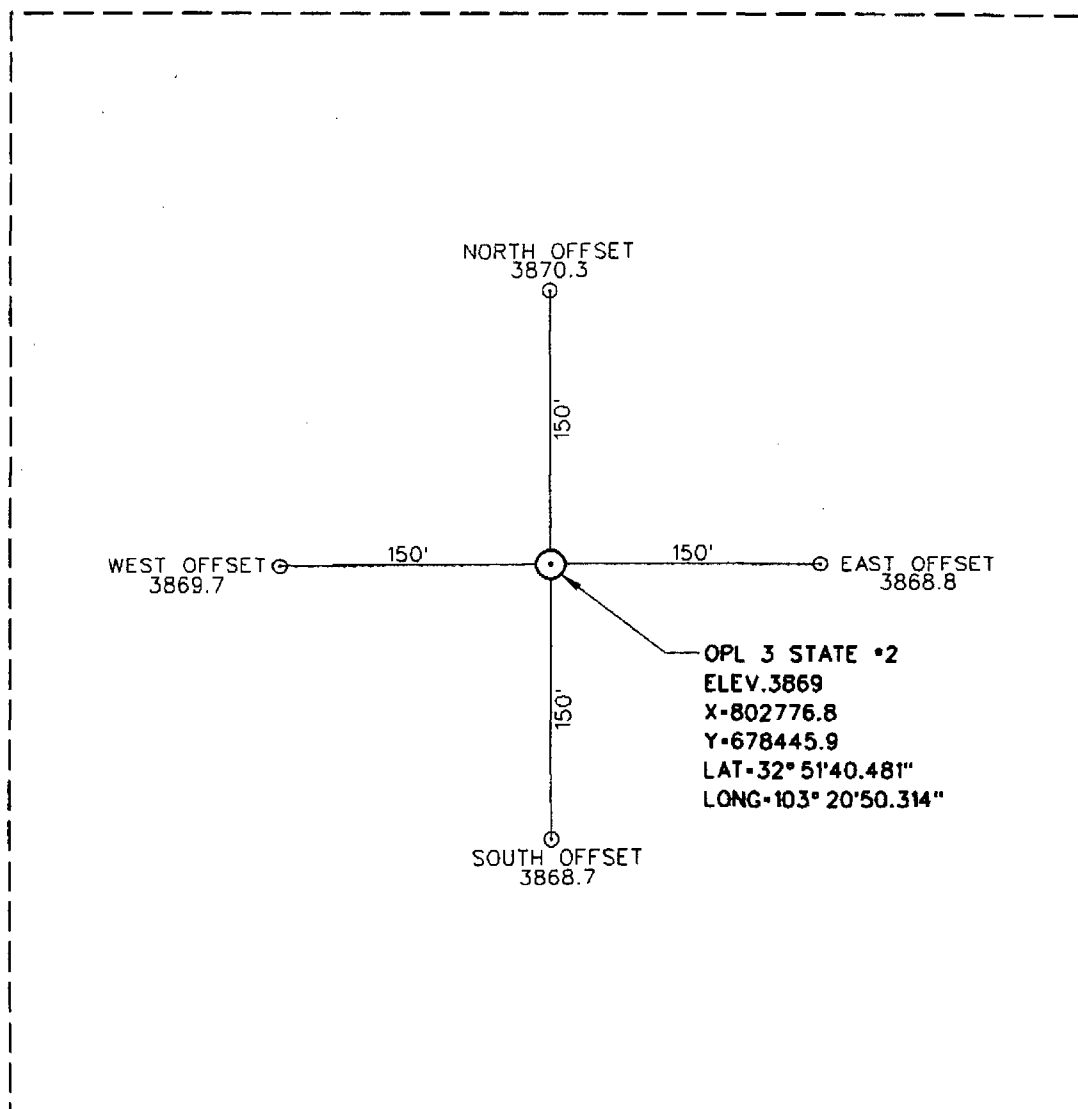 NORTH OFFSET
3870.3
150'
WEST OFFSET
3869.7
150'
150'
EAST OFFSET
3868.8
OPL 3 STATE #2
ELEV.3869
X=802776.8
Y=678445.9
LAT=32° 51'40.481"
LONG=103° 20'50.314"
150'
SOUTH OFFSET
3868.7